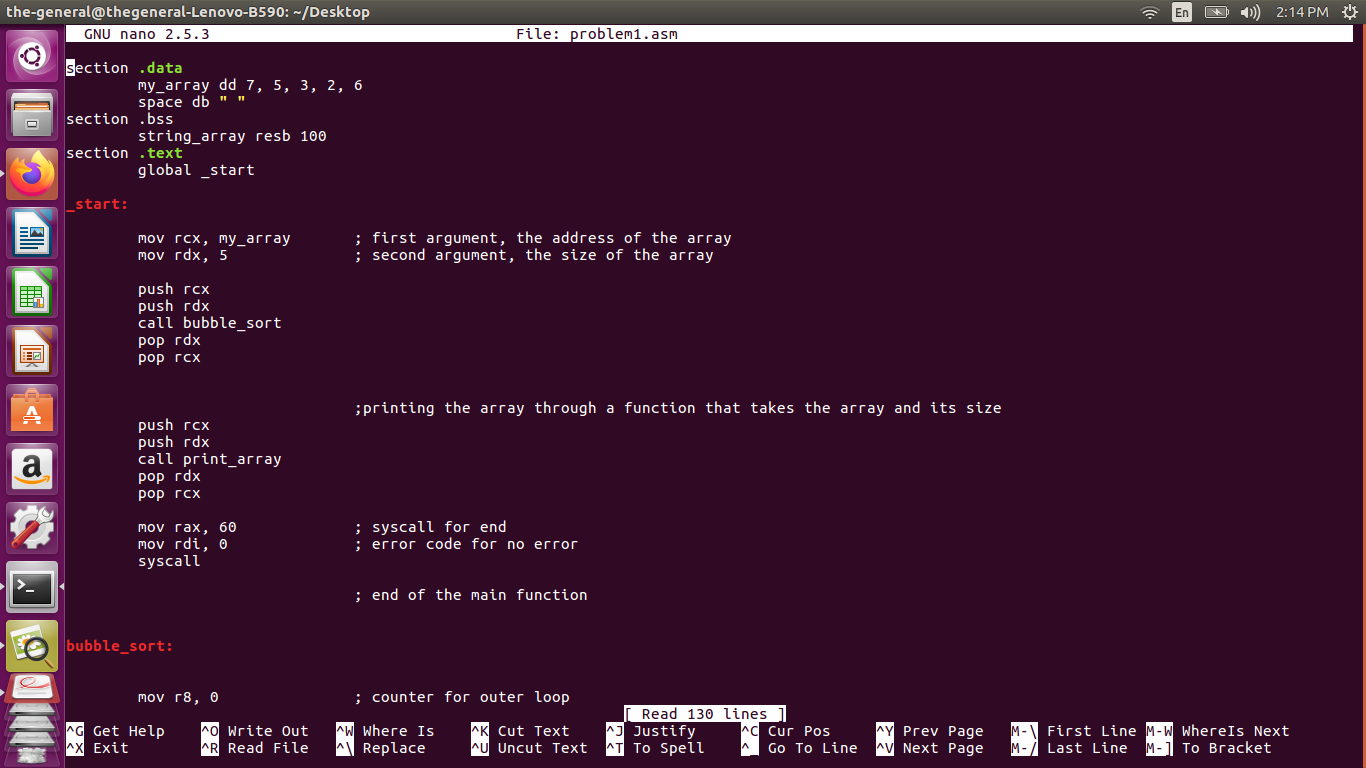 the-general@thegeneral-Lenovo-B590: ~/Desktop En 2:14 PM
GNU nano 2.5.3 File: problem1.asm
section .data
my_array dd 7, 5, 3, 2, 6
space db " "
section .bss
string_array resb 100
section .text
global _start
_start:
mov rcx, my_array ; first argument, the address of the array
mov rdx, 5 ; second argument, the size of the array
push rcx
push rdx
call bubble_sort
pop rdx
pop rcx
;printing the array through a function that takes the array and its size
push rcx
push rdx
call print_array
pop rdx
pop rcx
mov rax, 60 ; syscall for end
mov rdi, 0 ; error code for no error
syscall
; end of the main function
bubble_sort:
mov r8, 0 ; counter for outer loop
[ Read 130 lines ]
^G Get Help ^O Write Out ^W Where Is ^K Cut Text ^J Justify ^C Cur Pos ^Y Prev Page M-\ First Line M-W WhereIs Next
^X Exit ^R Read File ^\ Replace ^U Uncut Text ^T To Spell ^_ Go To Line ^V Next Page M-/ Last Line M-] To Bracket